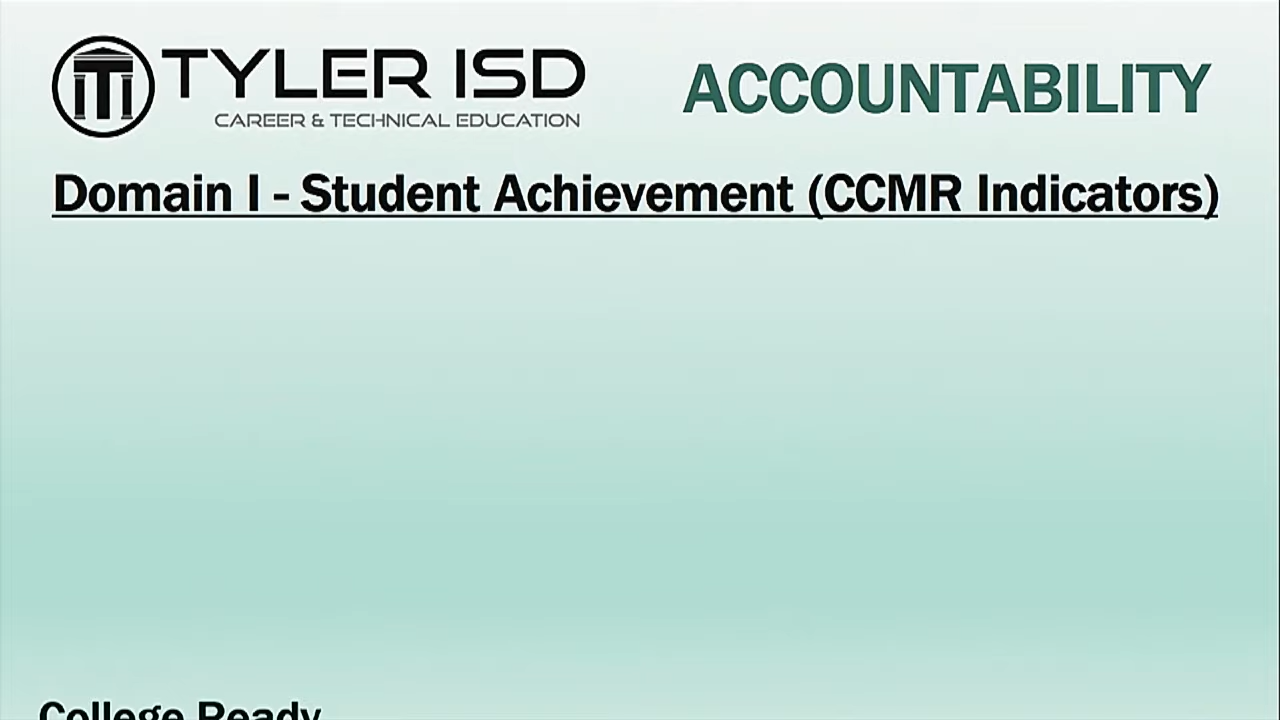 TYLER ISD
CAREER & TECHNICAL EDUCATION
ACCOUNTABILITY
Domain I - Student Achievement (CCMR Indicators)
College Ready